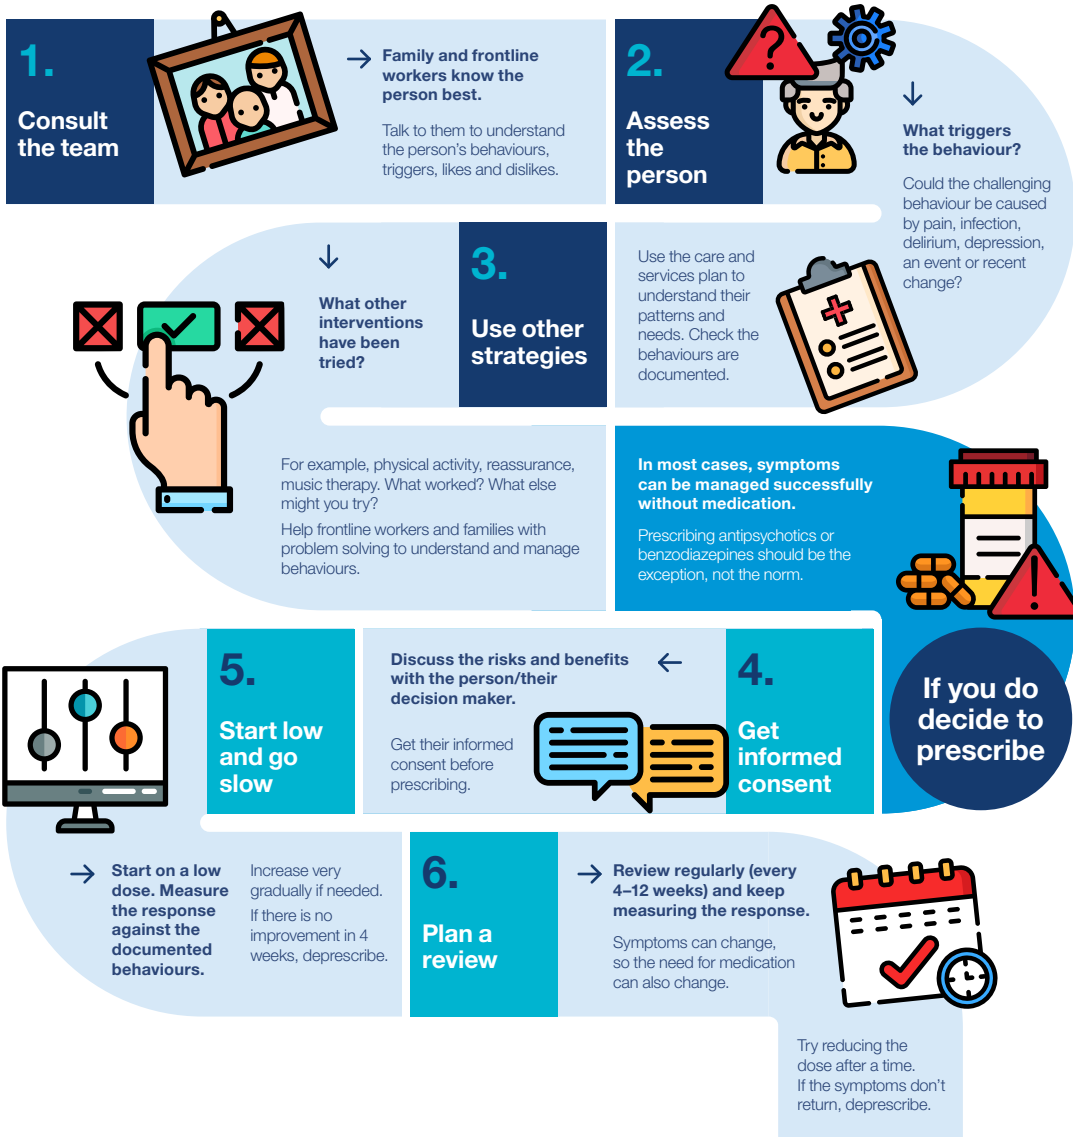 1.
Consult
the team
Family and frontline
workers know the
person best.
Talk to them to understand
the person's behaviours,
triggers, likes and dislikes.
2.
Assess
the
person
What triggers
the behaviour?
Could the challenging
behaviour be caused
by pain, infection,
delirium, depression,
an event or recent
change?
Use the care and
services plan to
understand their
patterns and
needs. Check the
behaviours are
documented.
3.
Use other
strategies
What other
interventions
have been
tried?
For example, physical activity, reassurance,
music therapy. What worked? What else
might you try?
Help frontline workers and families with
problem solving to understand and manage
behaviours.
In most cases, symptoms
can be managed successfully
without medication.
Prescribing antipsychotics or
benzodiazepines should be the
exception, not the norm.
If you do
decide to
prescribe
4.
Get
informed
consent
Discuss the risks and benefits
with the person/their
decision maker.
Get their informed
consent before
prescribing.
5.
Start low
and go
slow
Start on a low
dose. Measure
the response
against the
documented
behaviours.
Increase very
gradually if needed.
If there is no
improvement in 4
weeks, deprescribe.
6.
Plan a
review
Review regularly (every
4–12 weeks) and keep
measuring the response.
Symptoms can change,
so the need for medication
can also change.
Try reducing the
dose after a time.
If the symptoms don't
return, deprescribe.